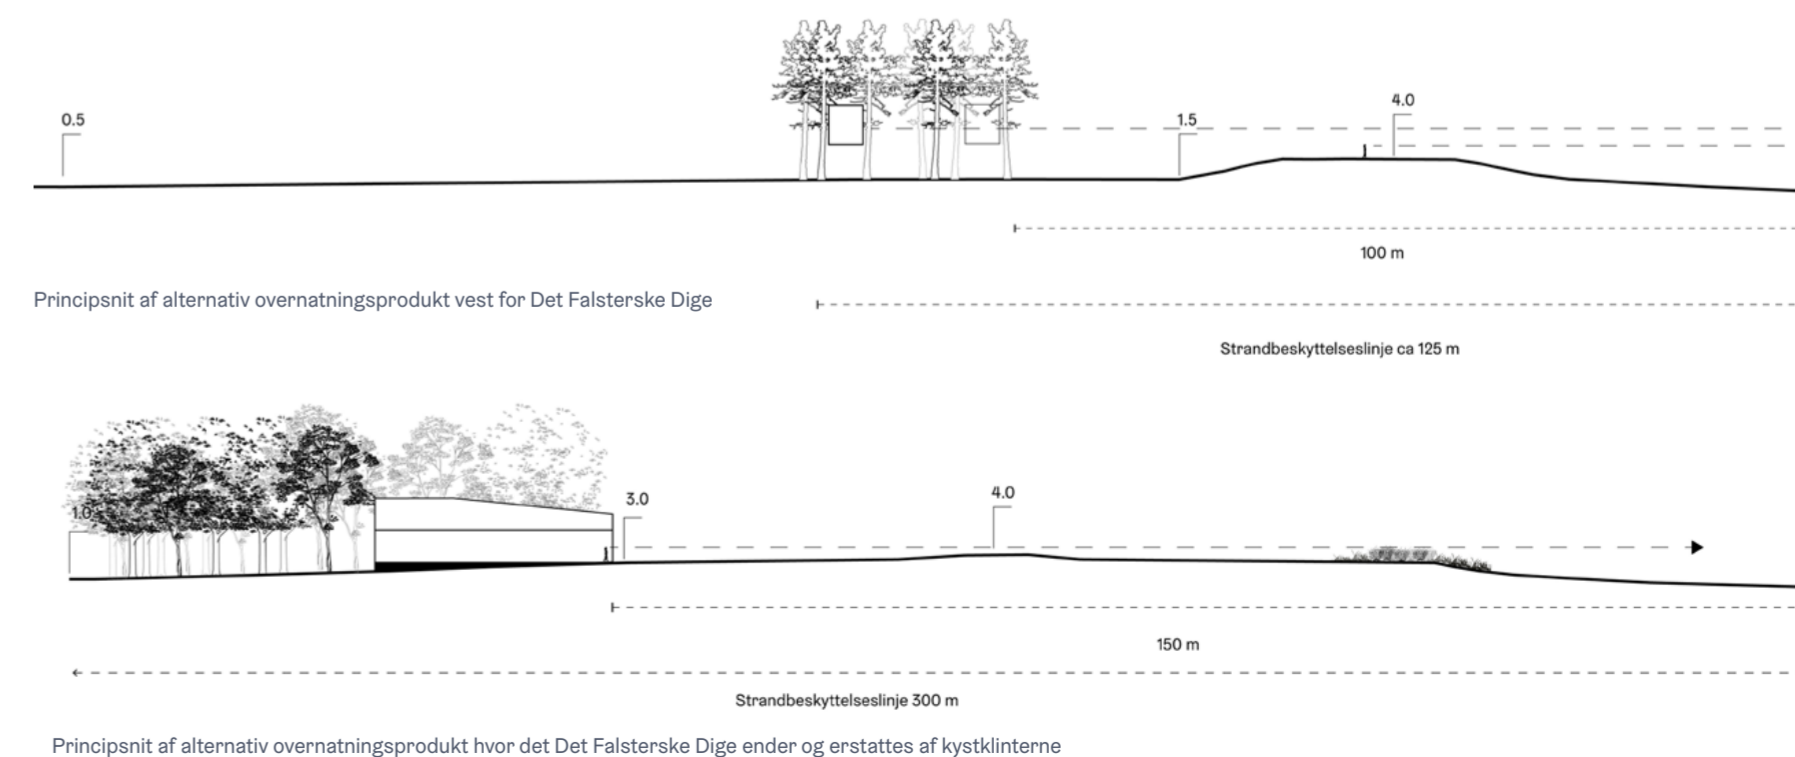 0.5
1.5
4.0
100 m
Principsnit af alternativ overnatningsprodukt vest for Det Falsterske Dige
Strandbeskyttelseslinje ca 125 m
1.0
3.0
4.0
150 m
Strandbeskyttelseslinje 300 m
Principsnit af alternativ overnatningsprodukt hvor det Det Falsterske Dige ender og erstattes af kystklinterne